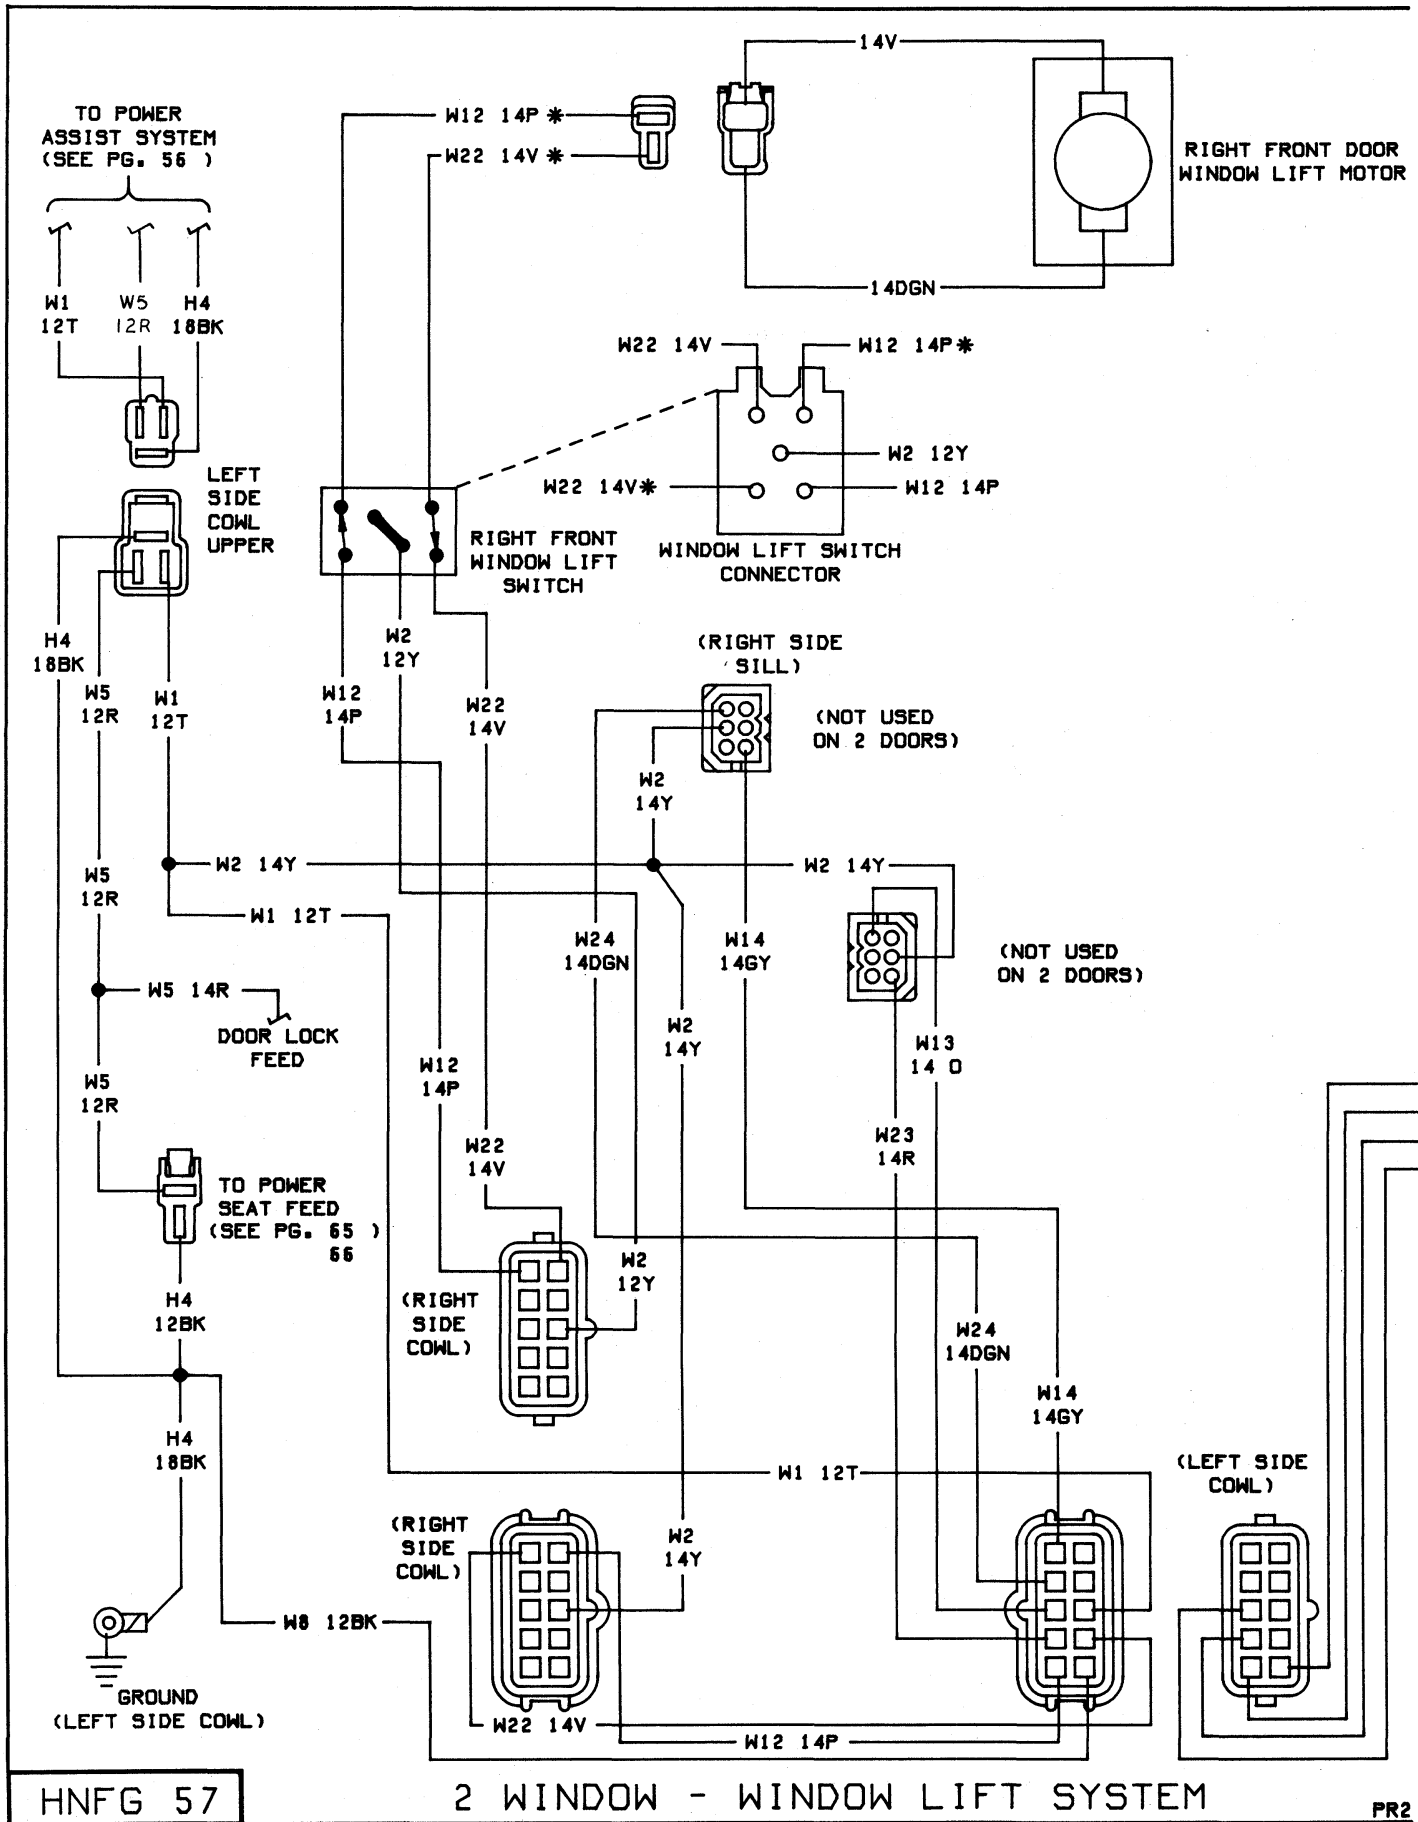 14V
W12 14P *
W22 14V *
TO POWER
ASSIST SYSTEM
(SEE PG. 56 )
RIGHT FRONT DOOR
WINDOW LIFT MOTOR
14DGN
W1
12T
W5
12R
H4
18BK
W22 14V
W12 14P*
W2 12Y
W22 14V*
W12 14P
LEFT
SIDE
COWL
UPPER
RIGHT FRONT
WINDOW LIFT
SWITCH
WINDOW LIFT SWITCH
CONNECTOR
H4
18BK
W5
12R
W1
12T
W12
14P
W2
12Y
W22
14V
(RIGHT SIDE
SILL)
(NOT USED
ON 2 DOORS)
W2
14Y
W2 14Y
W2 14Y
W5
12R
W1 12T
W24
14DGN
W14
14GY
(NOT USED
ON 2 DOORS)
W5 14R
DOOR LOCK
FEED
W2
14Y
W13
14 O
W12
14P
W5
12R
W22
14V
W23
14R
TO POWER
SEAT FEED
(SEE PG. 65 )
66
W2
12Y
H4
12BK
(RIGHT
SIDE
COWL)
W24
14DGN
W14
14GY
H4
18BK
W1 12T
(LEFT SIDE
COWL)
(RIGHT
SIDE
COWL)
W2
14Y
W8 12BK
GROUND
(LEFT SIDE COWL)
W22 14V
W12 14P
HNFG 57
2 WINDOW - WINDOW LIFT SYSTEM
PR2